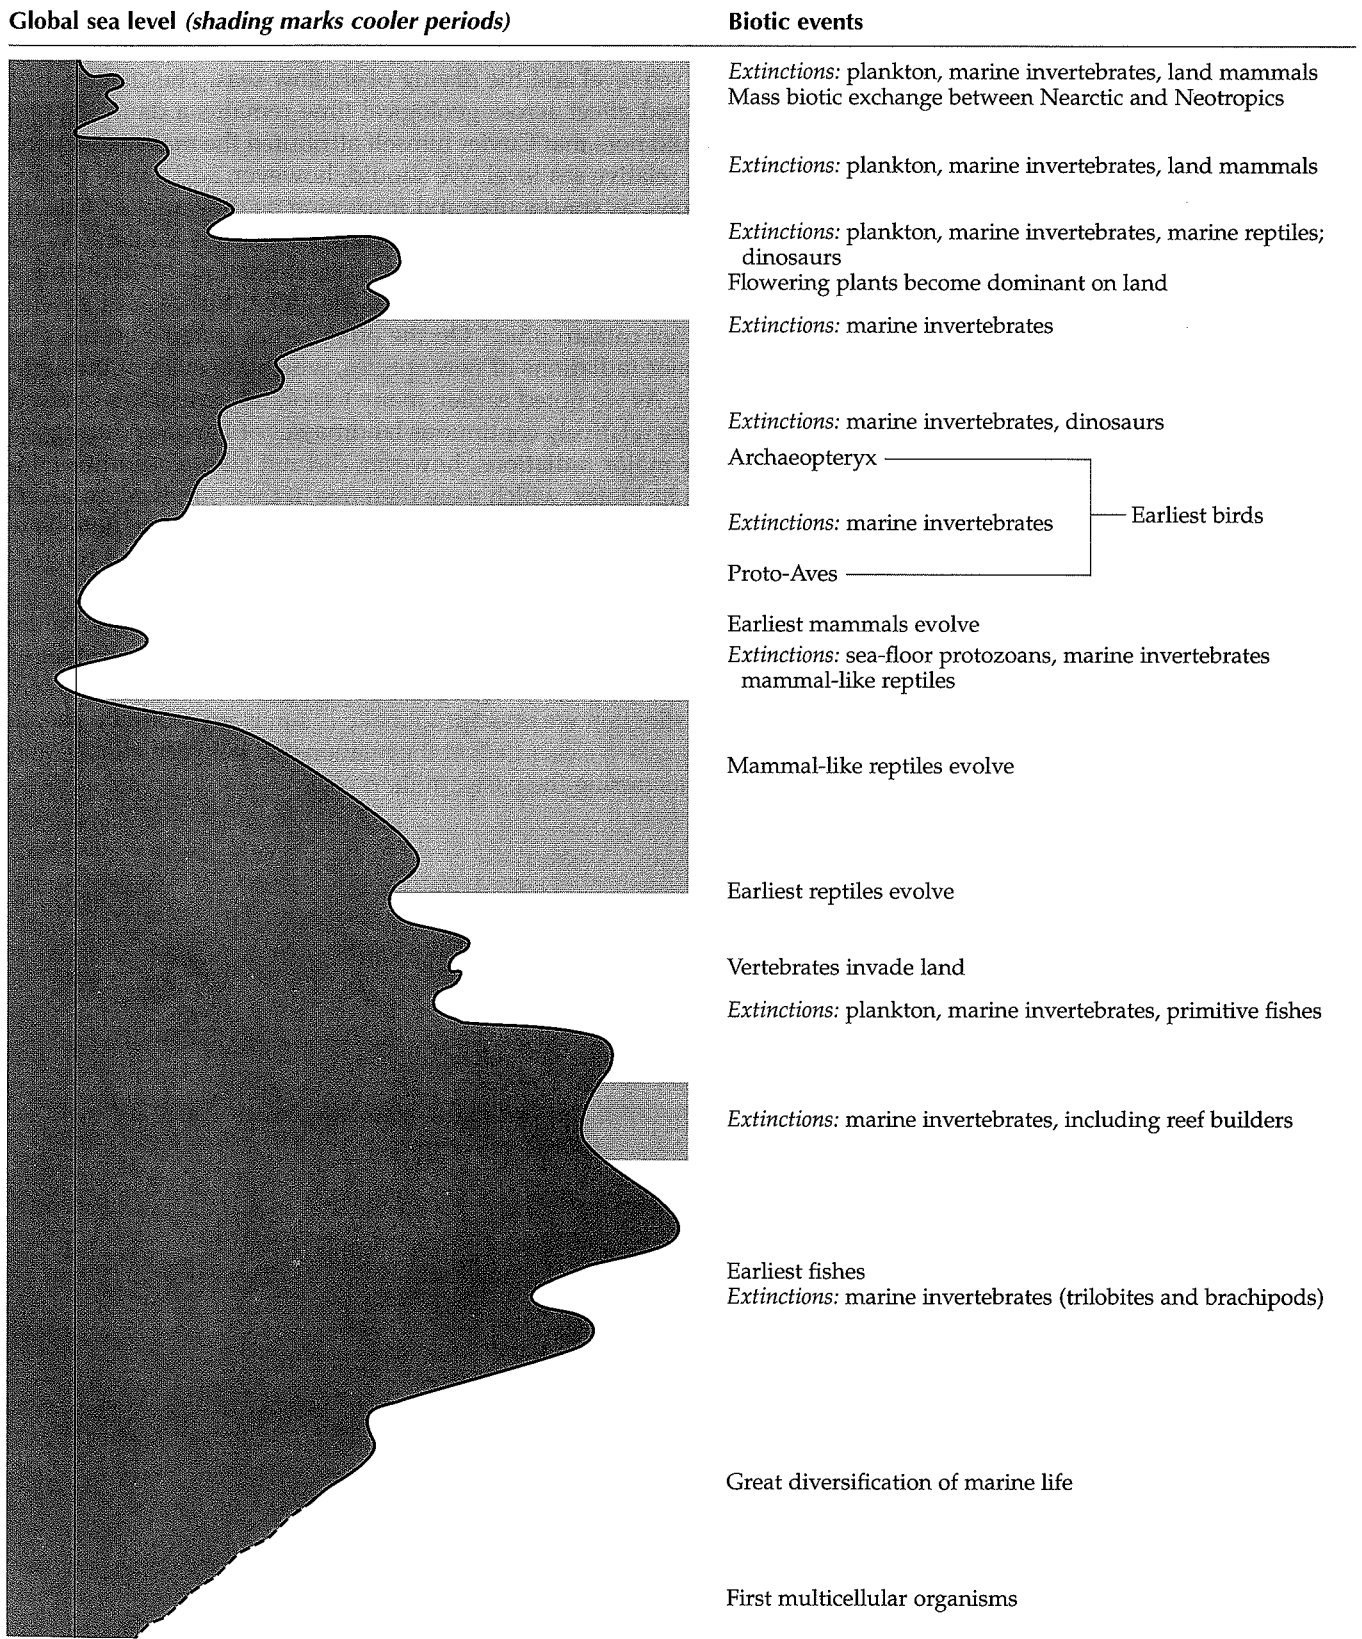 Global sea level (shading marks cooler periods)
Biotic events
Extinctions: plankton, marine invertebrates, land mammals
Mass biotic exchange between Nearctic and Neotropics
Extinctions: plankton, marine invertebrates, land mammals
Extinctions: plankton, marine invertebrates, marine reptiles;
dinosaurs
Flowering plants become dominant on land
Extinctions: marine invertebrates
Extinctions: marine invertebrates, dinosaurs
Archaeopteryx
Earliest birds
Extinctions: marine invertebrates
Proto-Aves
Earliest mammals evolve
Extinctions: sea-floor protozoans, marine invertebrates
mammal-like reptiles
Mammal-like reptiles evolve
Earliest reptiles evolve
Vertebrates invade land
Extinctions: plankton, marine invertebrates, primitive fishes
Extinctions: marine invertebrates, including reef builders
Earliest fishes
Extinctions: marine invertebrates (trilobites and brachipods)
Great diversification of marine life
First multicellular organisms